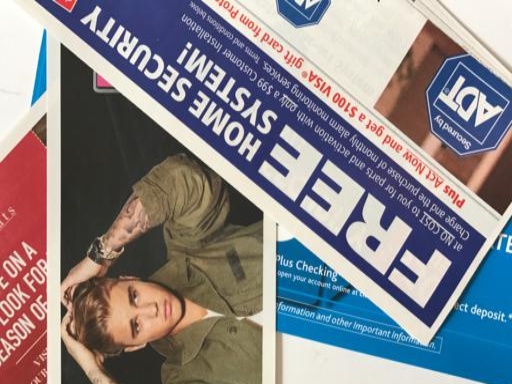 FREE
HOME SECURITY
SYSTEM!
at NO COST to you for parts and activation with only a $99 Customer Installation
Charge and the purchase of monthly alarm monitoring services. Terms and conditions below.
Plus Act Now and get a $100 VISA® gift card from
Secured by
ADT
Plus Checking
open your account online at
ct deposit.*
formation and other Important Information.
E ON A
LOOK FOR
EASON OF